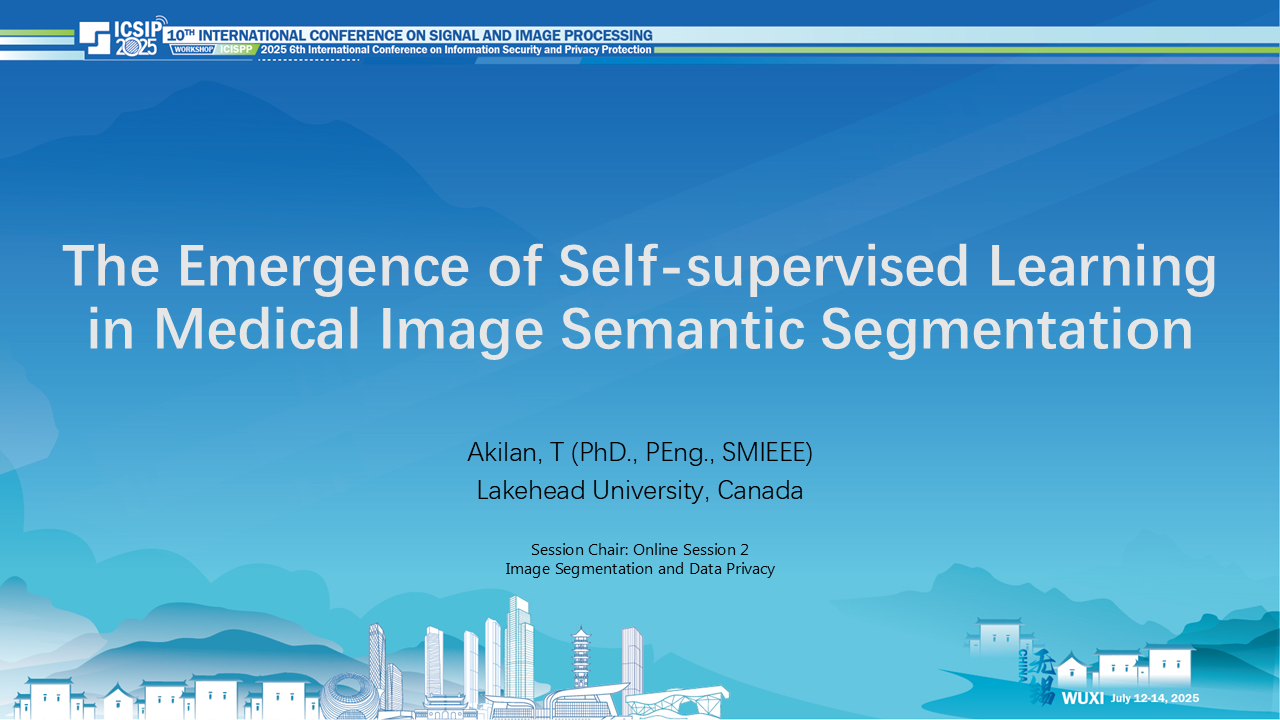 ICSIP
2025
10TH INTERNATIONAL CONFERENCE ON SIGNAL AND IMAGE PROCESSING
WORKSHOP ICISPP 2025 6th International Conference on Information Security and Privacy Protection
The Emergence of Self-supervised Learning
in Medical Image Semantic Segmentation
Akilan, T (PhD., PEng., SMIEEE)
Lakehead University, Canada
Session Chair: Online Session 2
Image Segmentation and Data Privacy
CHINA
无锡
WUXI July 12-14, 2025